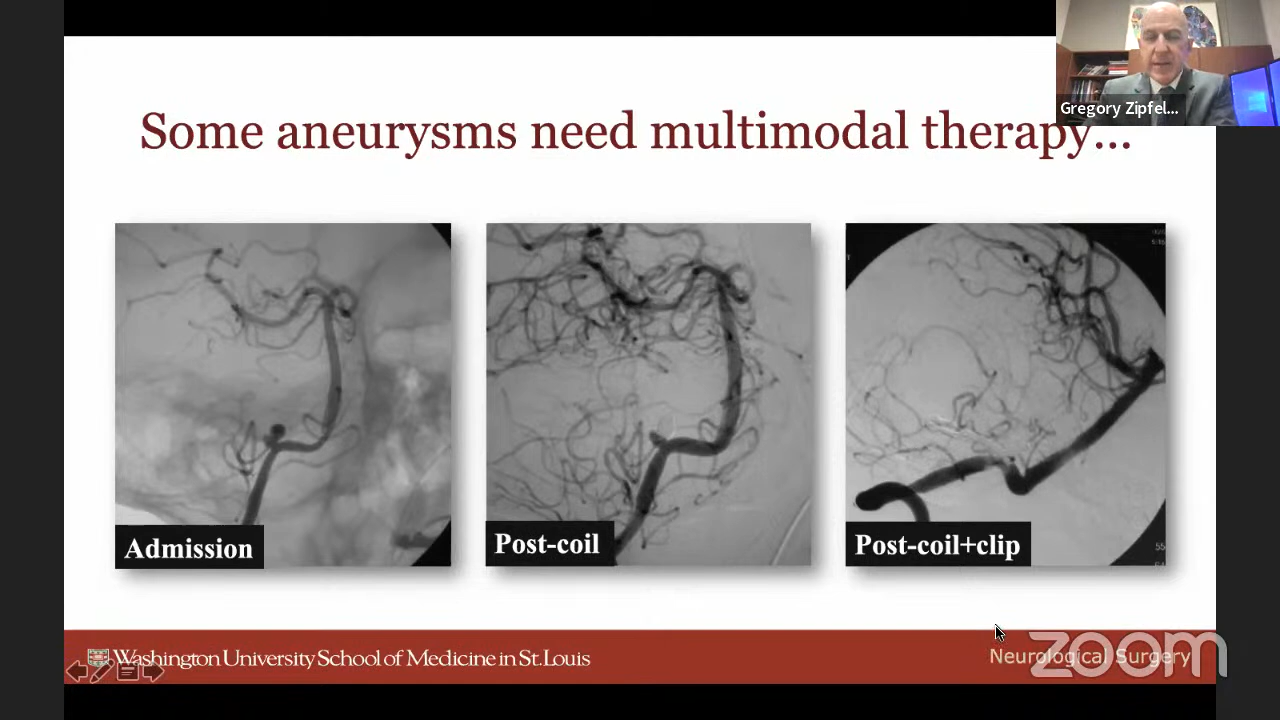 Gregory Zipfel...
Some aneurysms need multimodal therapy...
Admission
Post-coil
Post-coil+clip
Washington University School of Medicine in St. Louis
Neurological Surgery
zoom